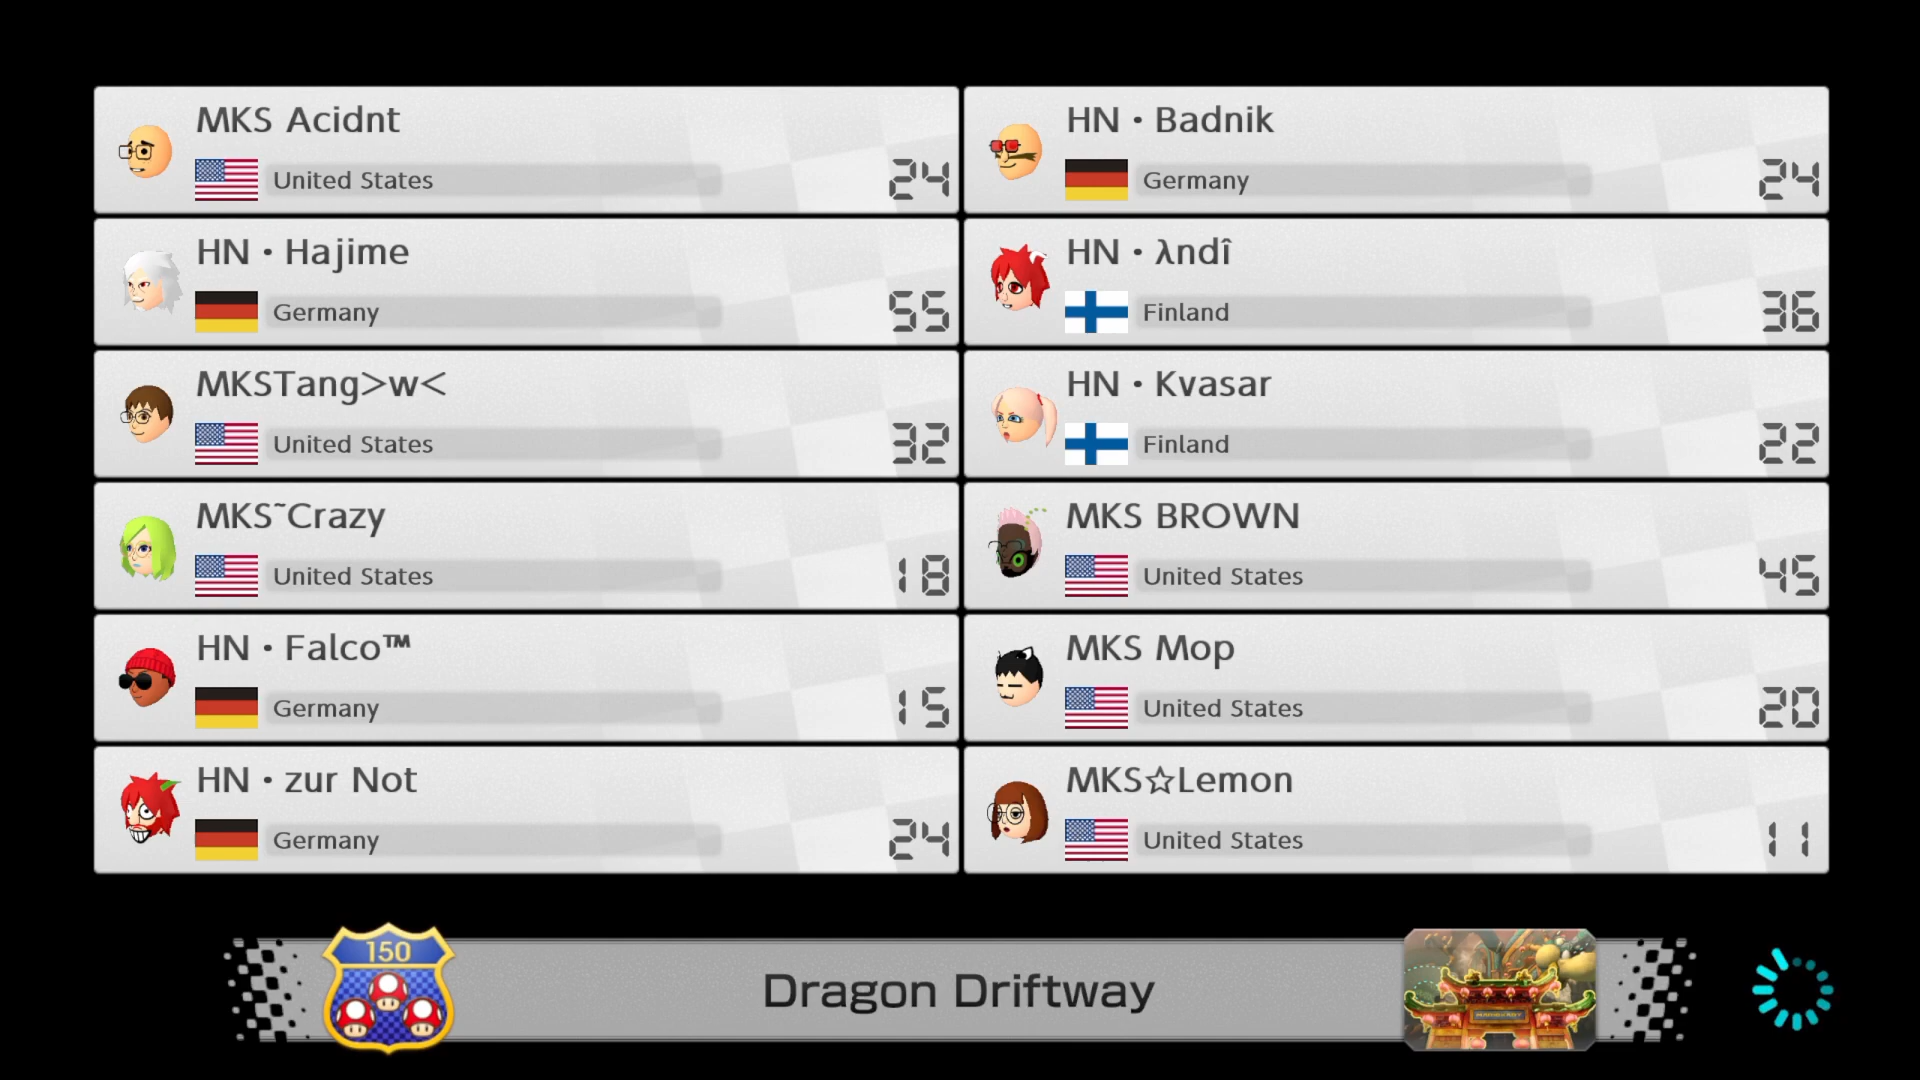 MKS Acidnt
United States 24
HN・Badnik
Germany 24
HN・Hajime
Germany 55
HN・λndî
Finland 36
MKSTang>w<
United States 32
HN・Kvasar
Finland 22
MKS~Crazy
United States 18
MKS BROWN
United States 45
HN・Falco™
Germany 15
MKS Mop
United States 20
HN・zur Not
Germany 24
MKS☆Lemon
United States 11
150
Dragon Driftway